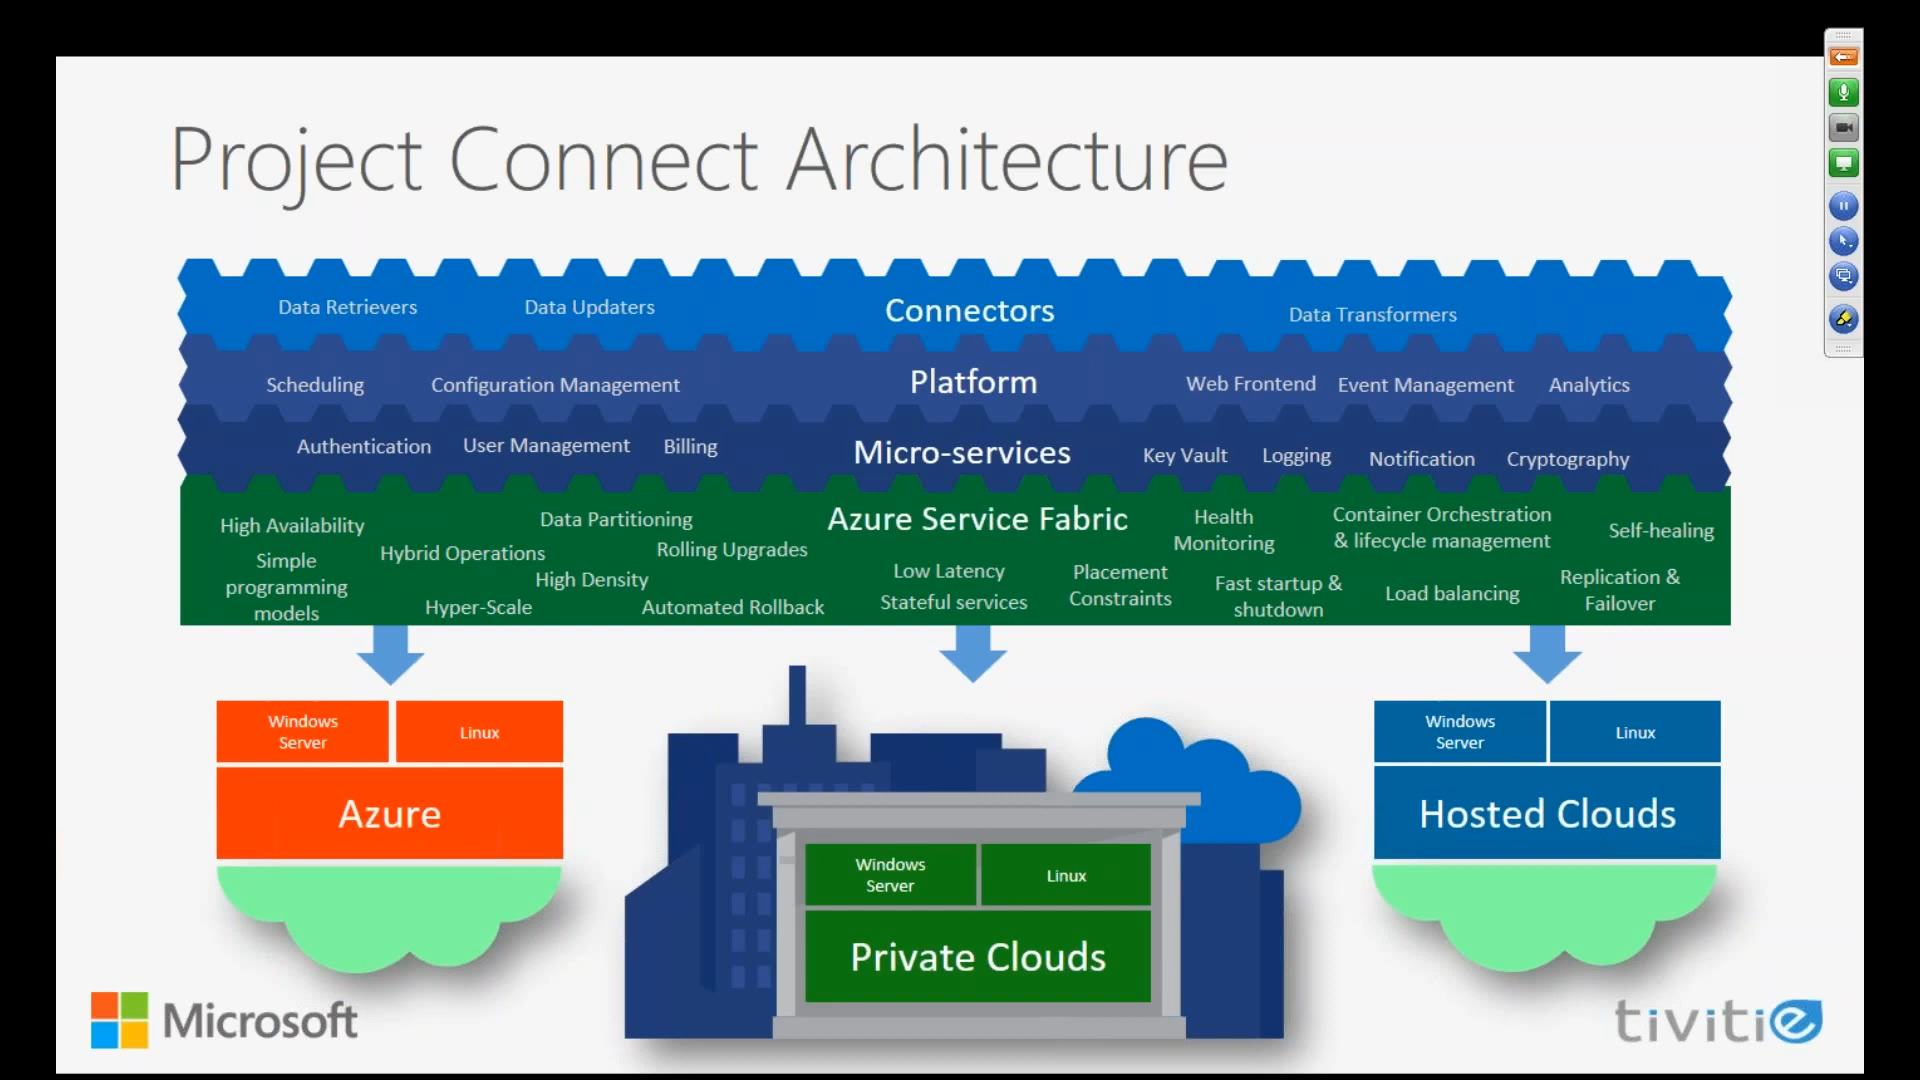 Project Connect Architecture
Data Retrievers
Data Updaters
Connectors
Data Transformers
Scheduling
Configuration Management
Platform
Web Frontend
Event Management
Analytics
Authentication
User Management
Billing
Micro-services
Key Vault
Logging
Notification
Cryptography
High Availability
Data Partitioning
Azure Service Fabric
Health
Monitoring
Container Orchestration
& lifecycle management
Self-healing
Simple
programming
models
Hybrid Operations
Rolling Upgrades
High Density
Hyper-Scale
Automated Rollback
Low Latency
Stateful services
Placement
Constraints
Fast startup &
shutdown
Load balancing
Replication &
Failover
Windows
Server
Linux
Azure
Windows
Server
Linux
Private Clouds
Windows
Server
Linux
Hosted Clouds
Microsoft
tivitie